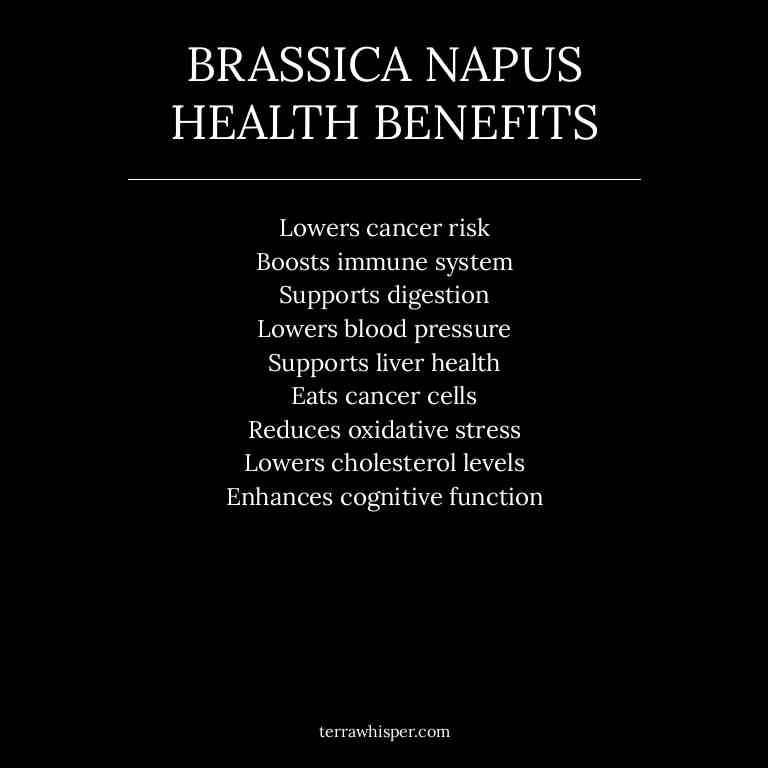 BRASSICA NAPUS
HEALTH BENEFITS
Lowers cancer risk
Boosts immune system
Supports digestion
Lowers blood pressure
Supports liver health
Eats cancer cells
Reduces oxidative stress
Lowers cholesterol levels
Enhances cognitive function
terrawhisper.com